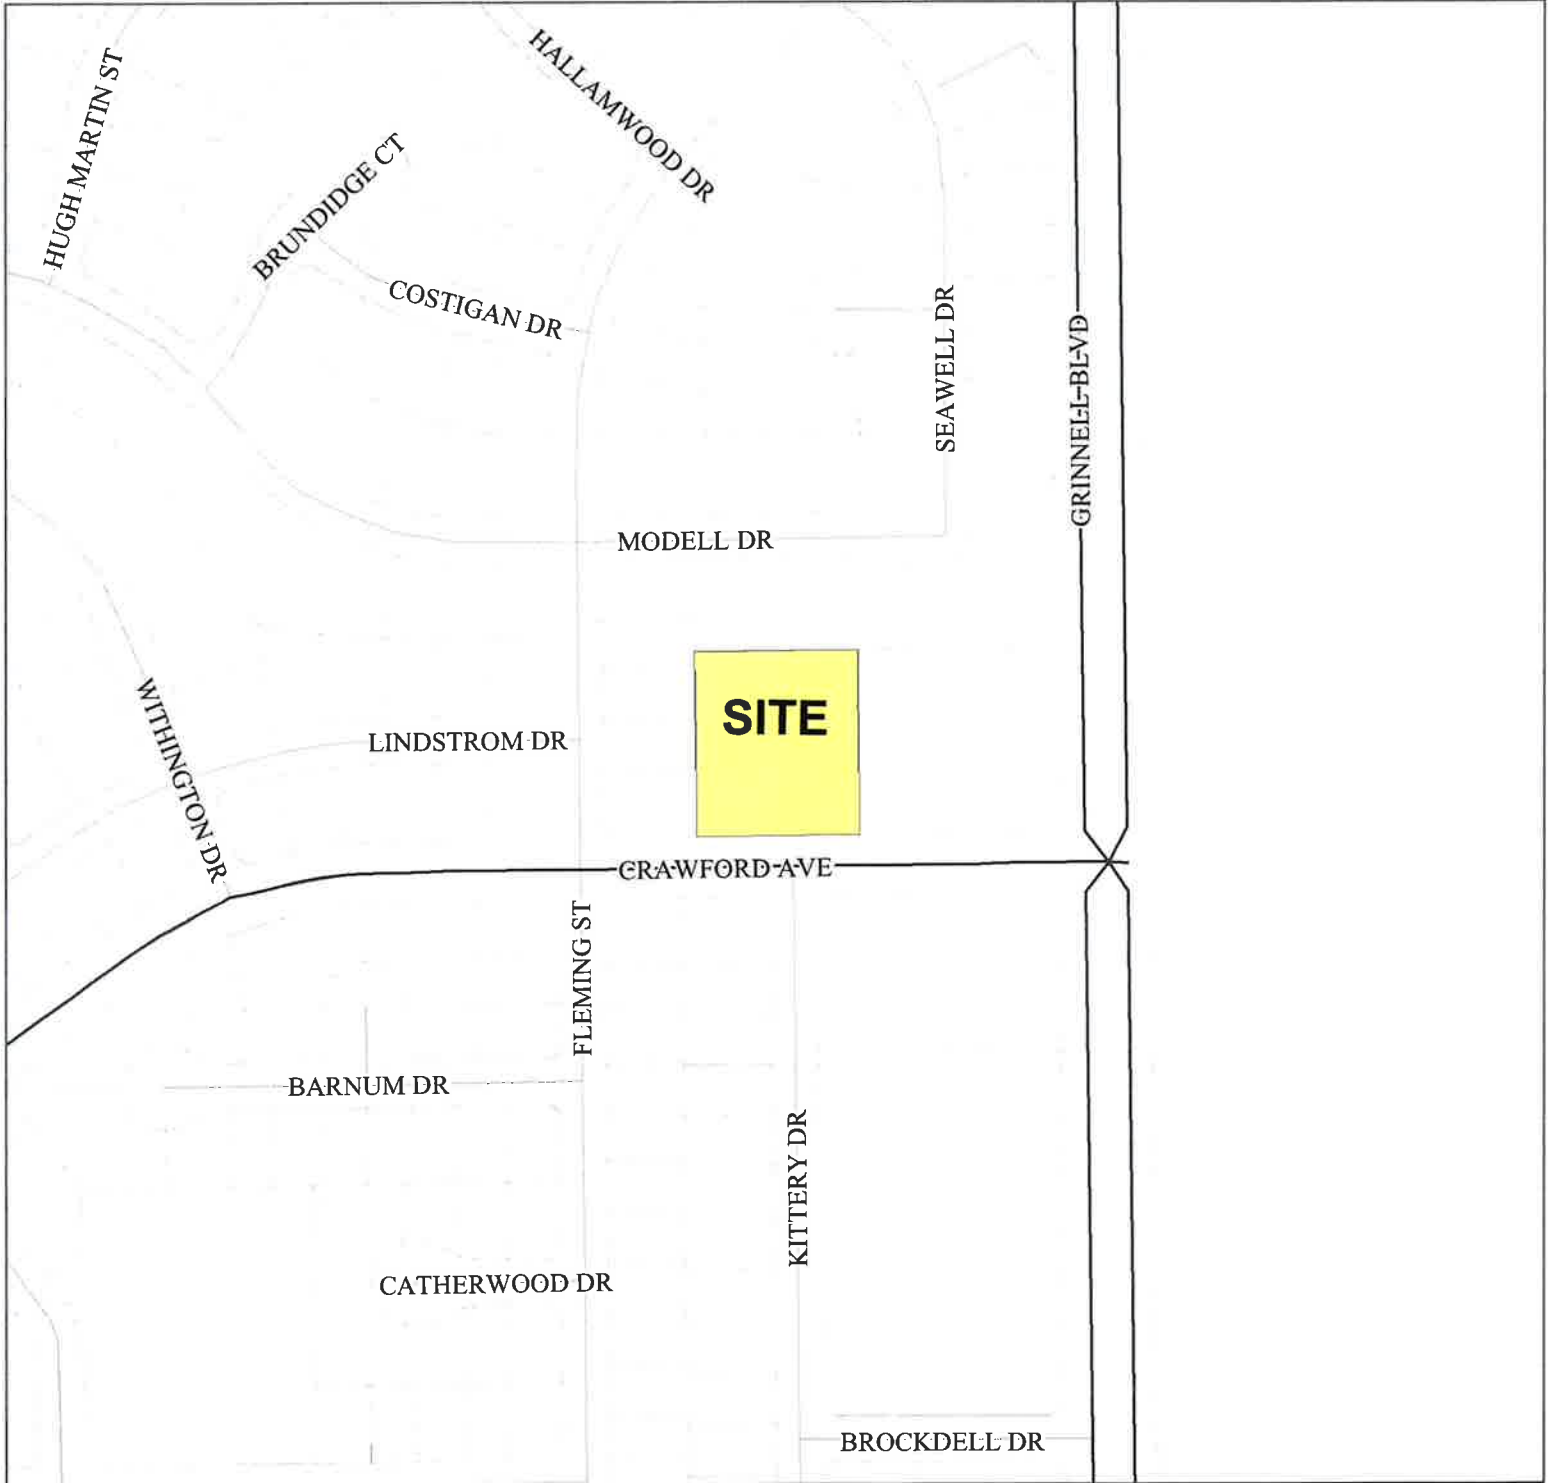 HUGH MARTIN ST
HALLAMWOOD DR
BRUNDIDGE CT
COSTIGAN DR
SEAWELL DR
GRINNELL BLVD
MODELL DR
SITE
WITHINGTON DR
LINDSTROM DR
CRAWFORD AVE
FLEMING ST
BARNUM DR
KITTERY DR
CATHERWOOD DR
BROCKDELL DR